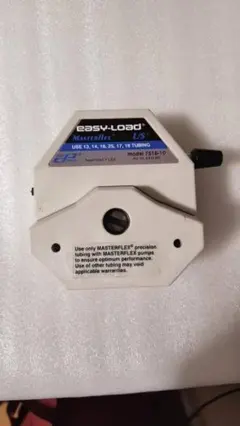 EASY-LOAD®
Masterflex® L/S®
USE 13, 14, 16, 25, 17, 18 TUBING
MODEL 7518-10
Use only MASTERFLEX® precision
tubing with MASTERFLEX pumps
to ensure optimum performance.
Use of other tubing may void
applicable warranties.